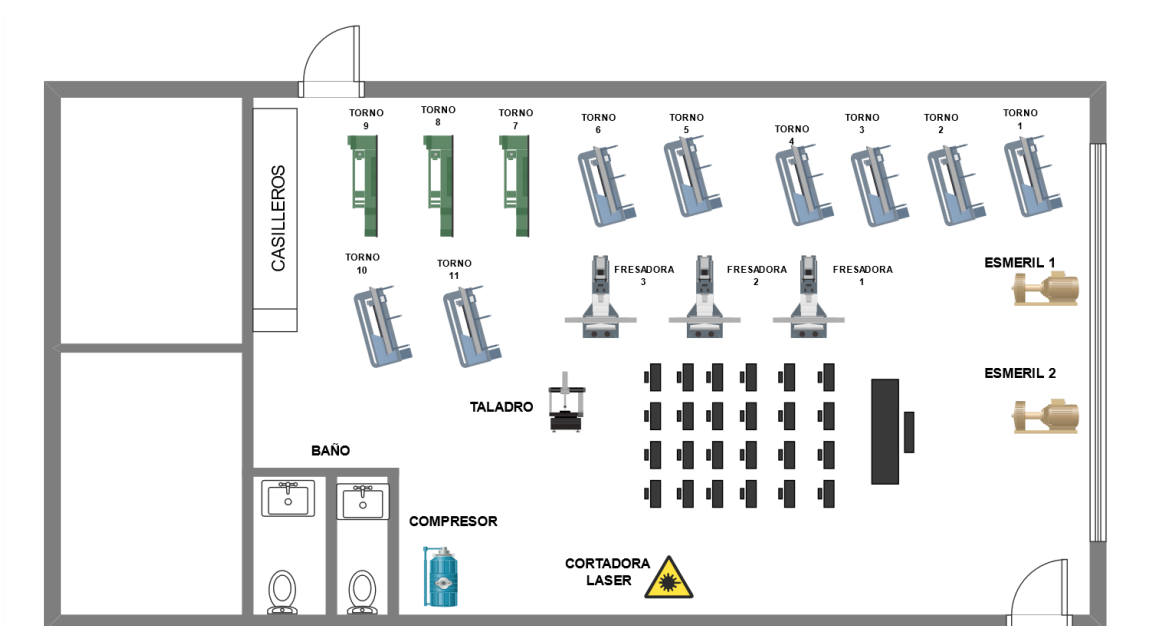 TORNO
9
TORNO
8
TORNO
7
TORNO
6
TORNO
5
TORNO
4
TORNO
3
TORNO
2
TORNO
1
CASILLEROS
TORNO
10
TORNO
11
FRESADORA
3
FRESADORA
2
FRESADORA
1
ESMERIL 1
ESMERIL 2
TALADRO
BAÑO
COMPRESOR
CORTADORA
LASER